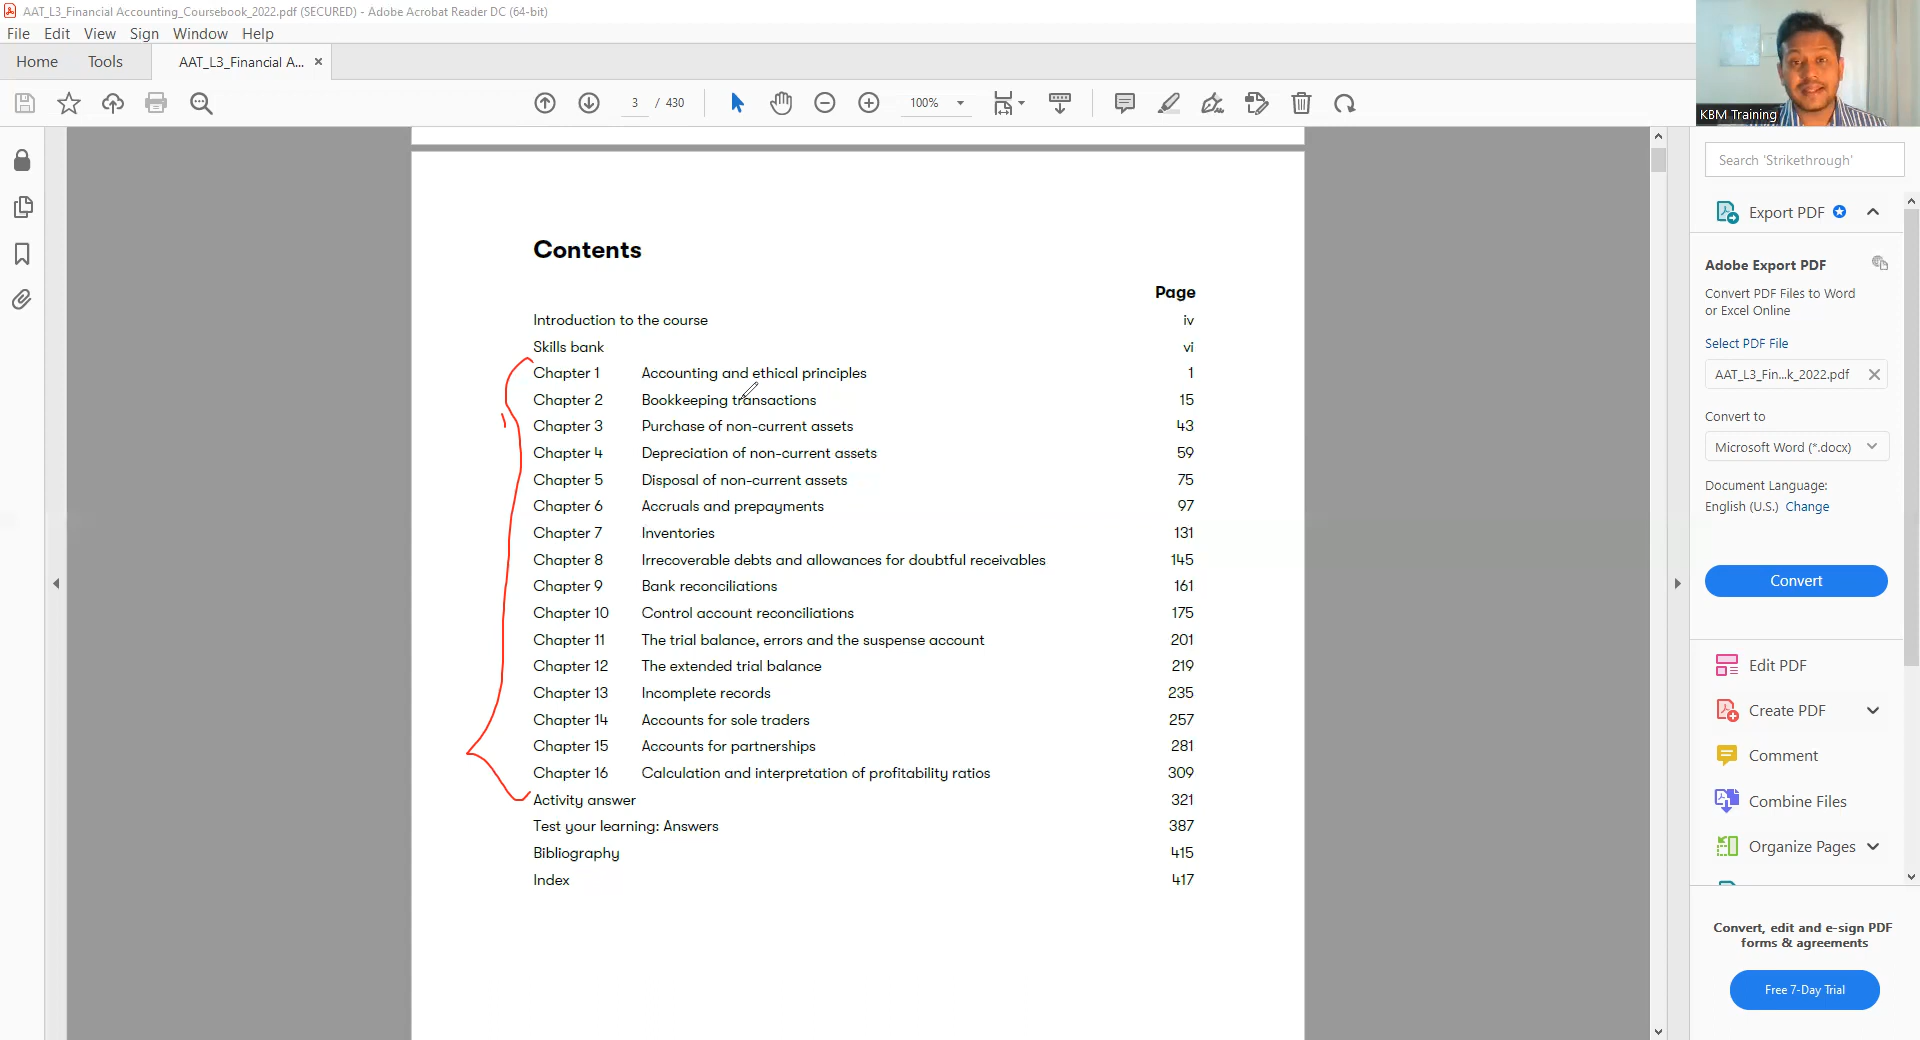 AAT_L3_Financial Accounting_Coursebook_2022.pdf (SECURED) - Adobe Acrobat Reader DC (64-bit)
File Edit View Sign Window Help
Home Tools AAT_L3_Financial A... ×
3 / 430 100%
KBM Training
Search 'Strikethrough'
Export PDF
Adobe Export PDF
Convert PDF Files to Word
or Excel Online
Select PDF File
AAT_L3_Fin...k_2022.pdf
Convert to
Microsoft Word (*.docx)
Document Language:
English (U.S.) Change
Convert
Edit PDF
Create PDF
Comment
Combine Files
Organize Pages
Convert, edit and e-sign PDF
forms & agreements
Free 7-Day Trial
Contents
Page
Introduction to the course iv
Skills bank vi
Chapter 1 Accounting and ethical principles 1
Chapter 2 Bookkeeping transactions 15
Chapter 3 Purchase of non-current assets 43
Chapter 4 Depreciation of non-current assets 59
Chapter 5 Disposal of non-current assets 75
Chapter 6 Accruals and prepayments 97
Chapter 7 Inventories 131
Chapter 8 Irrecoverable debts and allowances for doubtful receivables 145
Chapter 9 Bank reconciliations 161
Chapter 10 Control account reconciliations 175
Chapter 11 The trial balance, errors and the suspense account 201
Chapter 12 The extended trial balance 219
Chapter 13 Incomplete records 235
Chapter 14 Accounts for sole traders 257
Chapter 15 Accounts for partnerships 281
Chapter 16 Calculation and interpretation of profitability ratios 309
Activity answer 321
Test your learning: Answers 387
Bibliography 415
Index 417